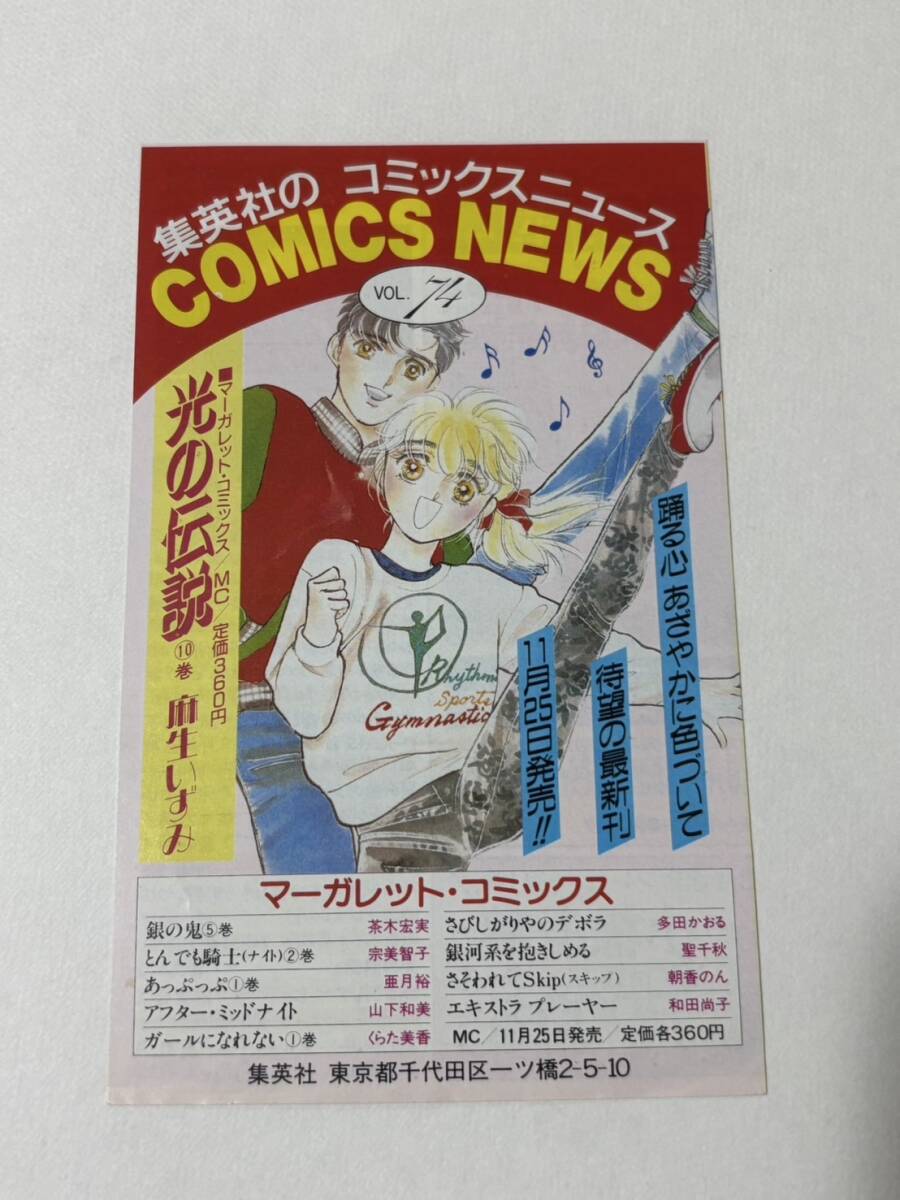 集英社の コミックスニュース
COMICS NEWS
VOL. 74
■マーガレット・コミックス/MC/定価360円
光の伝説⑩巻 麻生いずみ
踊る心あざやかに色づいて
待望の最新刊
11月25日発売!!
Rhythm
Sports
Gymnastic
マーガレット・コミックス
銀の鬼⑤巻 茶木宏実
とんでも騎士(ナイト)②巻 宗美智子
あっぷっぷ①巻 亜月裕
アフター・ミッドナイト 山下和美
ガールになれない①巻 くらた美香
さびしがりやのデボラ 多田かおる
銀河系を抱きしめる 聖千秋
さそわれてSkip(スキップ) 朝香のん
エキストラ プレーヤー 和田尚子
MC/11月25日発売/定価各360円
集英社 東京都千代田区一ツ橋2-5-10